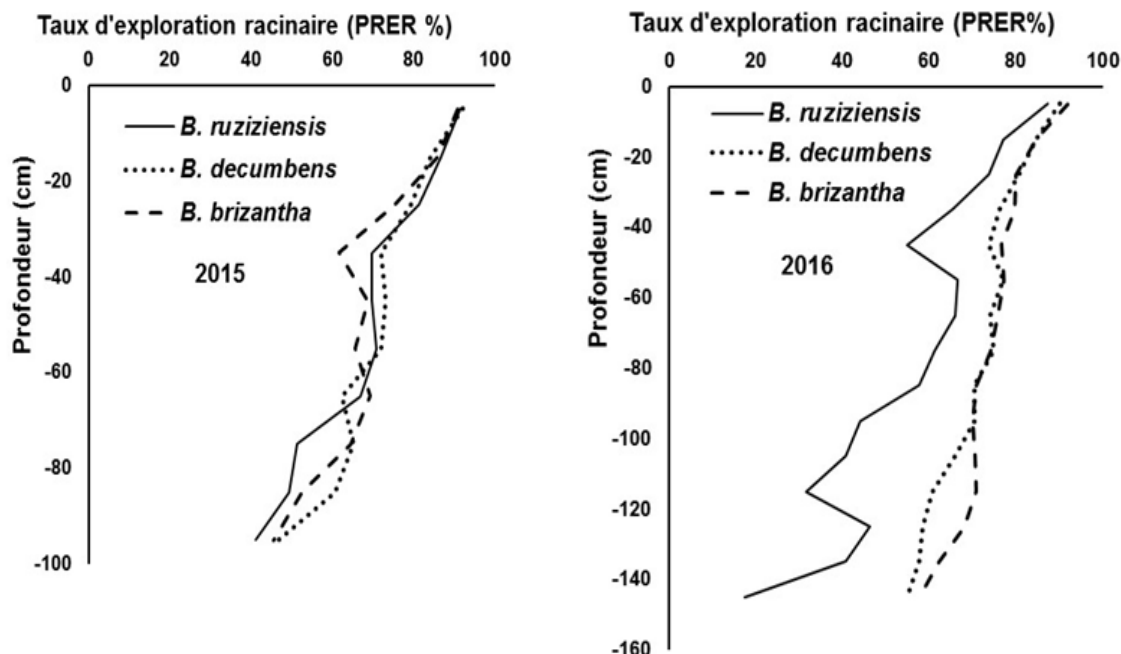 Taux d'exploration racinaire (PRER %)
0 20 40 60 80 100
0
-20
-40
-60
-80
-100
Profondeur (cm)
B. ruziziensis
B. decumbens
B. brizantha
2015
Taux d'exploration racinaire (PRER%)
0 20 40 60 80 100
0
-20
-40
-60
-80
-100
-120
-140
-160
Profondeur (cm)
B. ruziziensis
B. decumbens
B. brizantha
2016